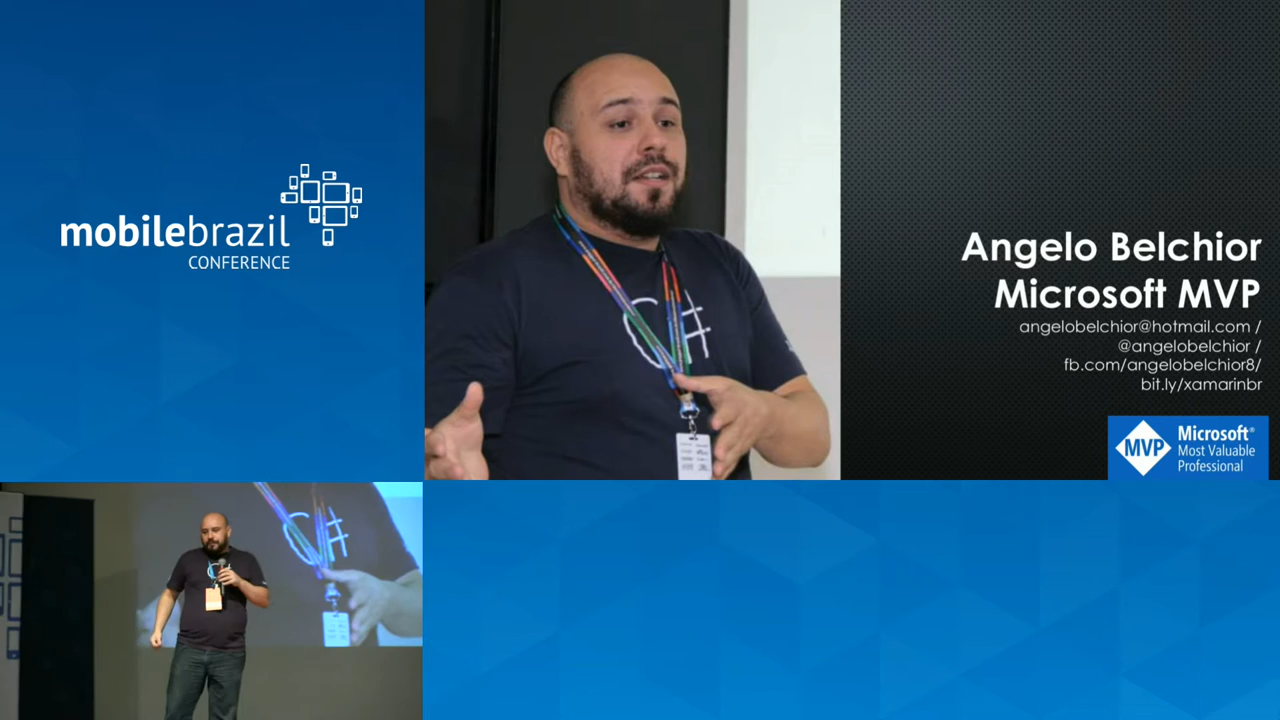 mobilebrazil
CONFERENCE
C#
Angelo Belchior
Microsoft MVP
angelobelchior@hotmail.com /
@angelobelchior /
fb.com/angelobelchior8/
bit.ly/xamarinbr
MVP
Microsoft®
Most Valuable
Professional
C#